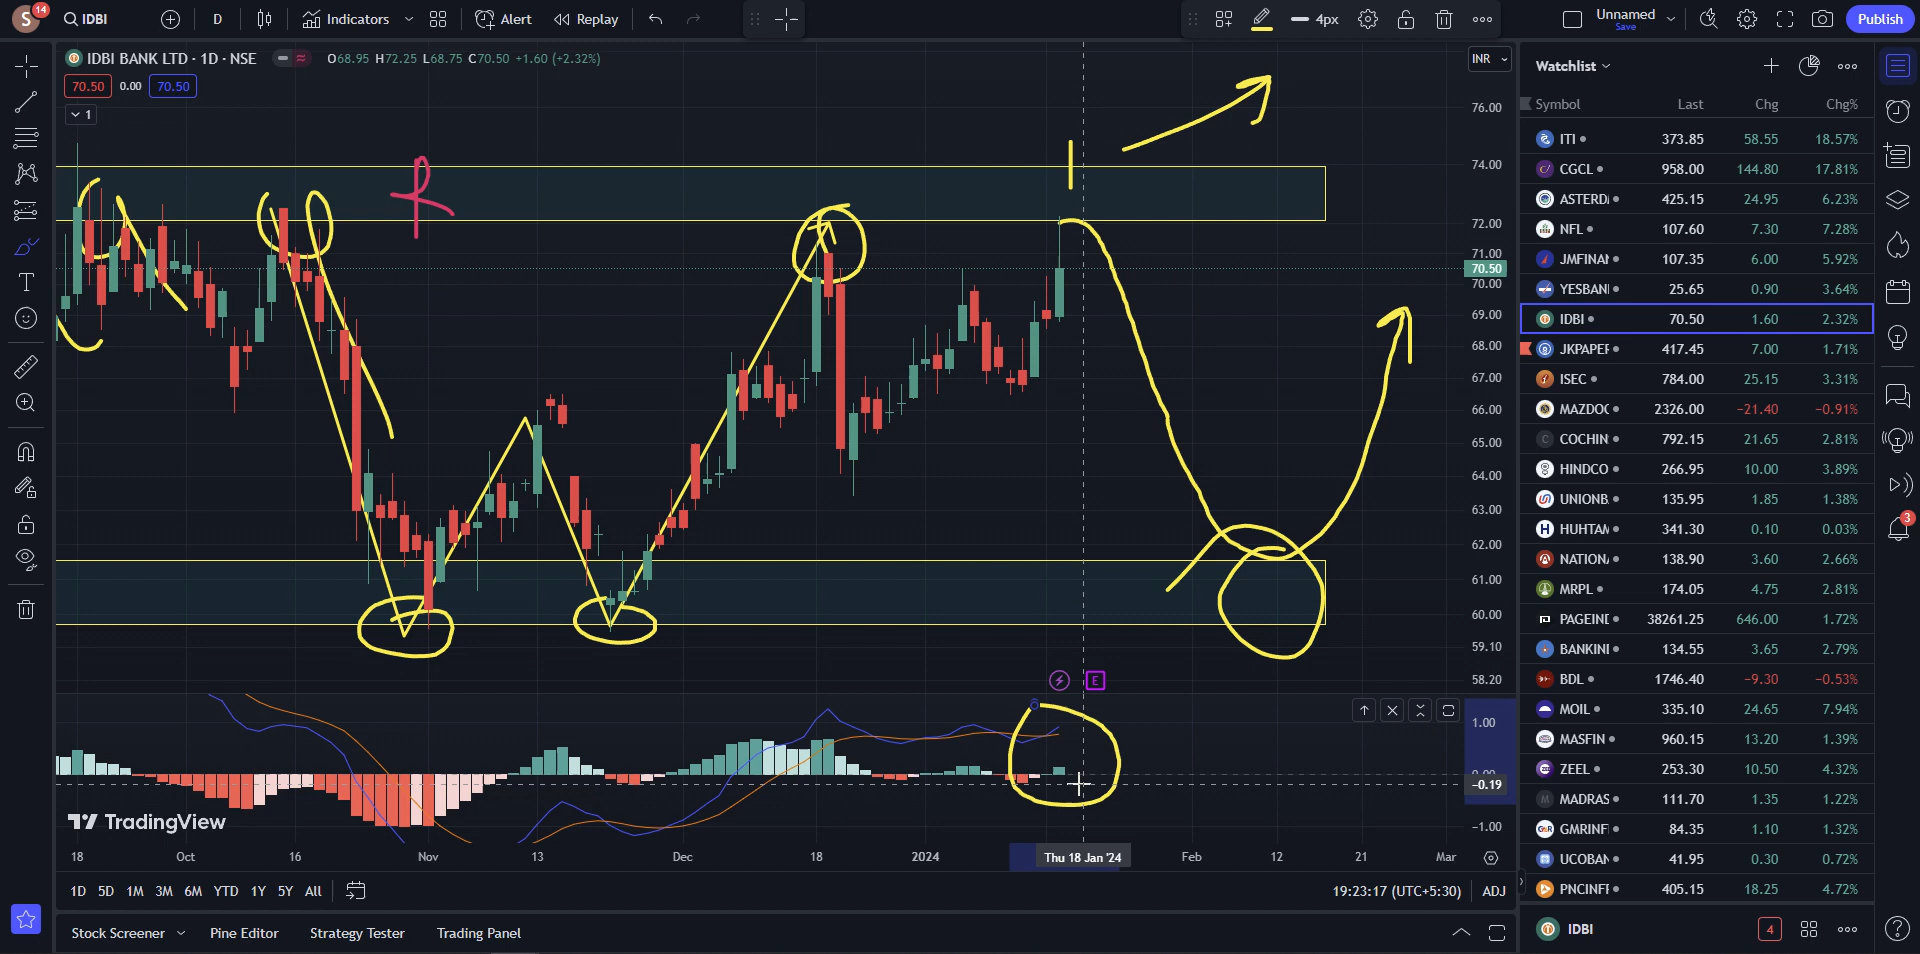 S 14 IDBI D Indicators Alert Replay 4px Unnamed Save Publish
IDBI BANK LTD · 1D · NSE O68.95 H72.25 L68.75 C70.50 +1.60 (+2.32%)
70.50 0.00 70.50
1
INR
R
76.00
74.00
72.00
71.00
70.50
70.00
69.00
68.00
67.00
66.00
65.00
64.00
63.00
62.00
61.00
60.00
59.10
58.20
E
1.00
0.00
−0.19
−1.00
TradingView
18 Oct 16 Nov 13 Dec 18 2024 Thu 18 Jan '24 Feb 12 21 Mar
1D 5D 1M 3M 6M YTD 1Y 5Y All 19:23:17 (UTC+5:30) ADJ
Stock Screener Pine Editor Strategy Tester Trading Panel
Watchlist
Symbol Last Chg Chg%
ITI 373.85 58.55 18.57%
CGCL 958.00 144.80 17.81%
ASTERD 425.15 24.95 6.23%
NFL 107.60 7.30 7.28%
JMFINAN 107.35 6.00 5.92%
YESBANI 25.65 0.90 3.64%
IDBI 70.50 1.60 2.32%
JKPAPER 417.45 7.00 1.71%
ISEC 784.00 25.15 3.31%
MAZDOC 2326.00 −21.40 −0.91%
COCHIN 792.15 21.65 2.81%
HINDCO 266.95 10.00 3.89%
UNIONB 135.95 1.85 1.38%
HUHTAM 341.30 0.10 0.03%
NATION 138.90 3.60 2.66%
MRPL 174.05 4.75 2.81%
PAGEIND 38261.25 646.00 1.72%
BANKINI 134.55 3.65 2.79%
BDL 1746.40 −9.30 −0.53%
MOIL 335.10 24.65 7.94%
MASFIN 960.15 13.20 1.39%
ZEEL 253.30 10.50 4.32%
MADRAS 111.70 1.35 1.22%
GMRINF 84.35 1.10 1.32%
UCOBAN 41.95 0.30 0.72%
PNCINFI 405.15 18.25 4.72%
IDBI 4
3